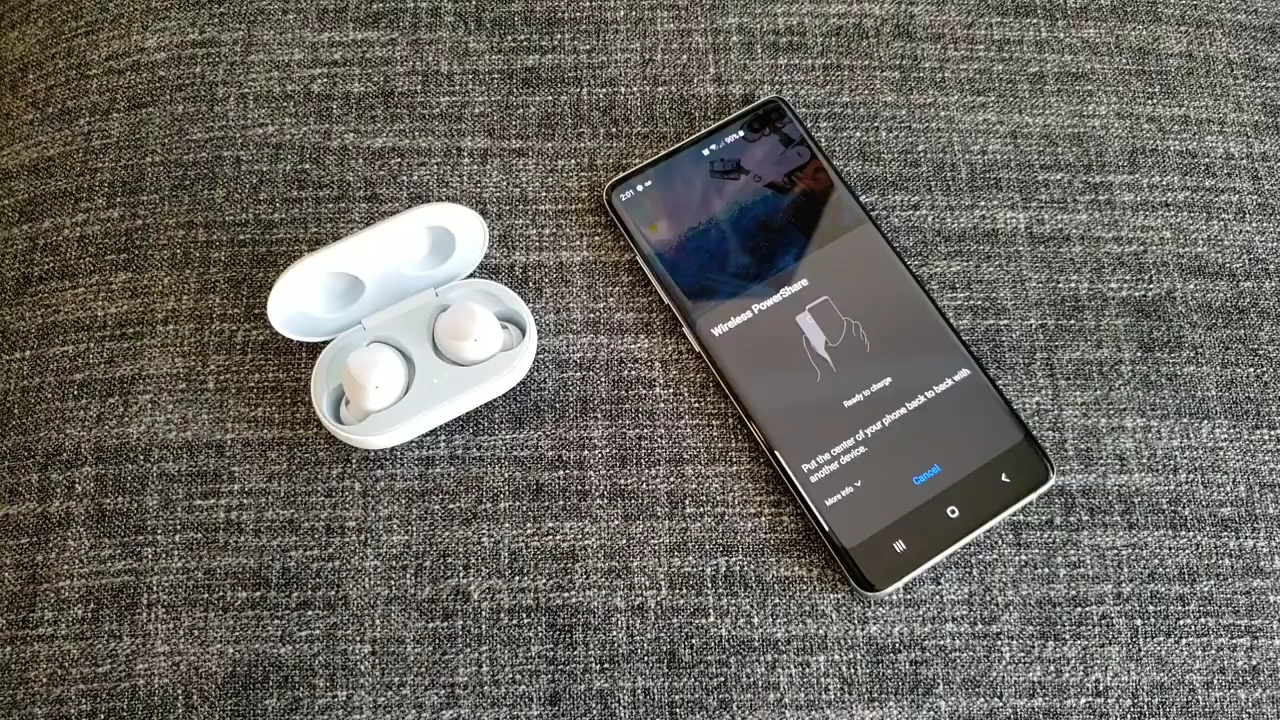 2:01
90%
Wireless PowerShare
Ready to charge
Put the center of your phone back to back with
another device.
More info
Cancel